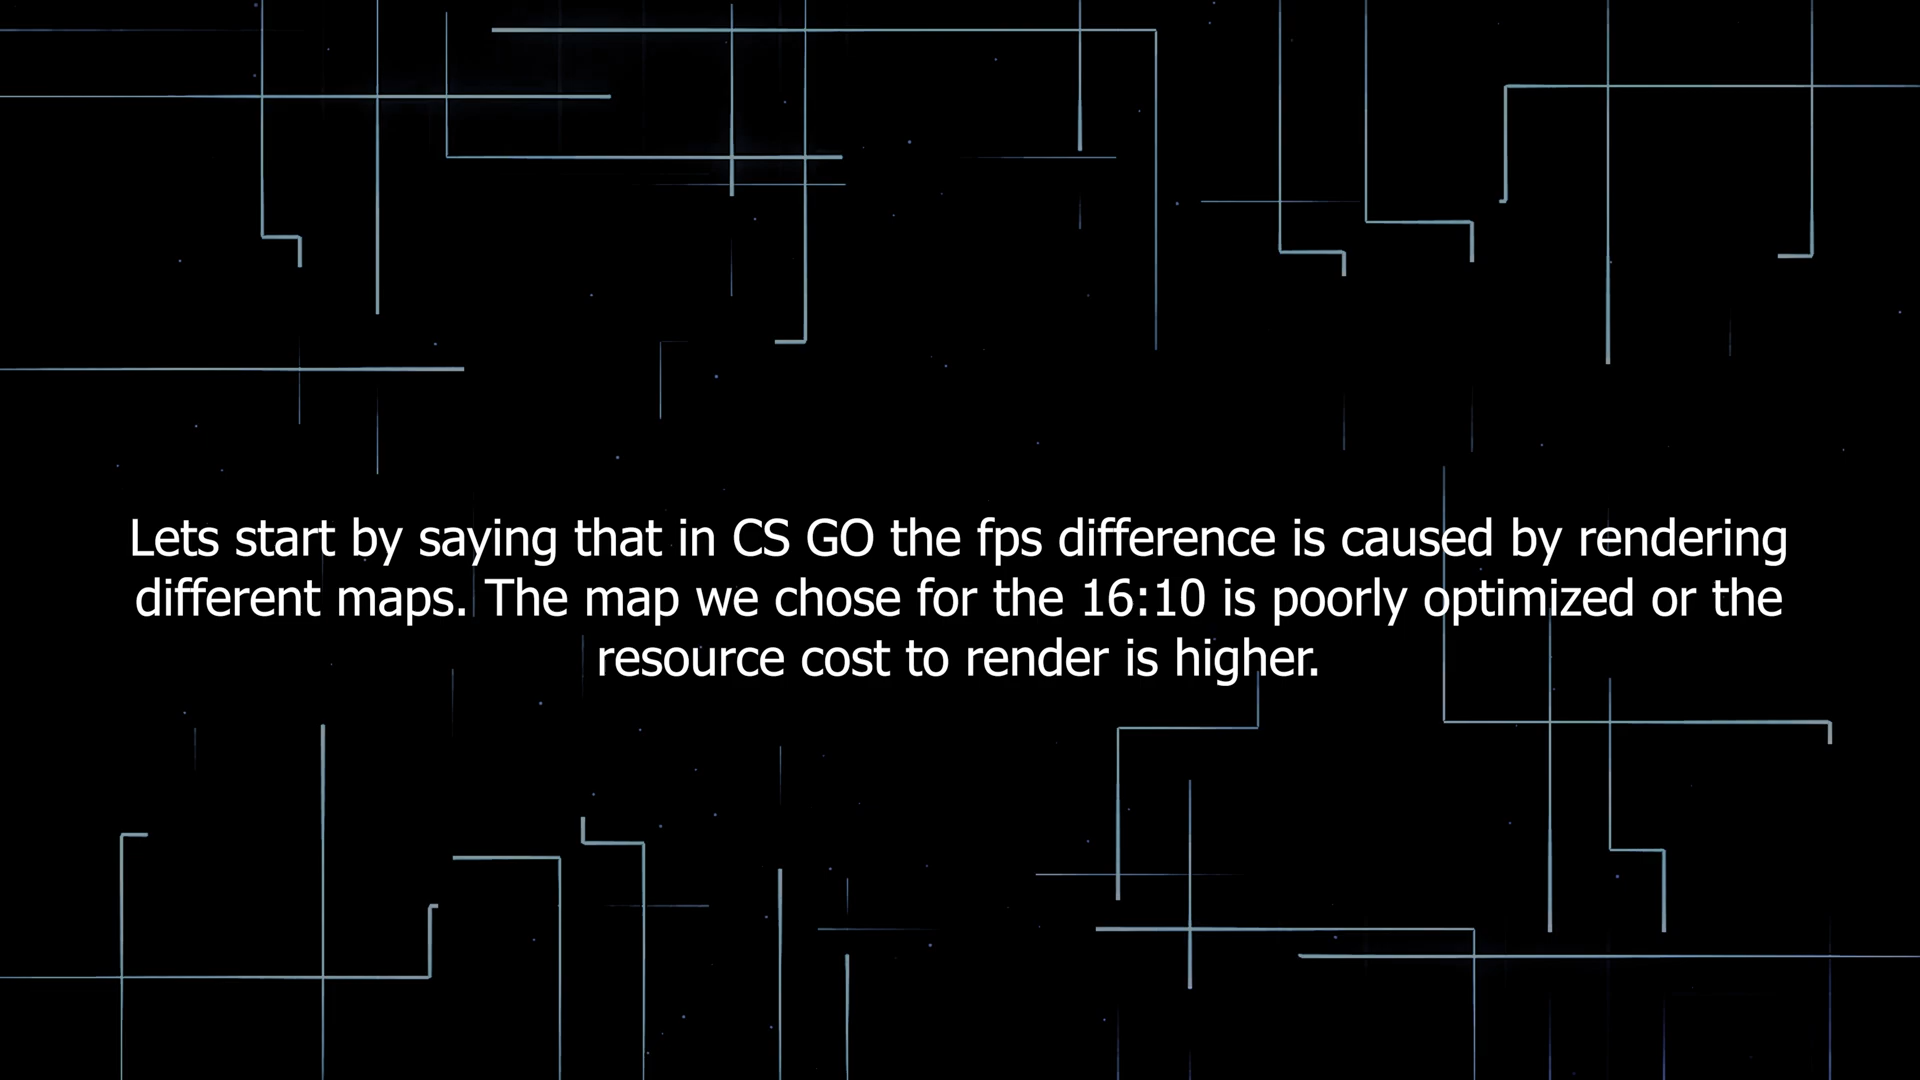 Lets start by saying that in CS GO the fps difference is caused by rendering
different maps. The map we chose for the 16:10 is poorly optimized or the
resource cost to render is higher.